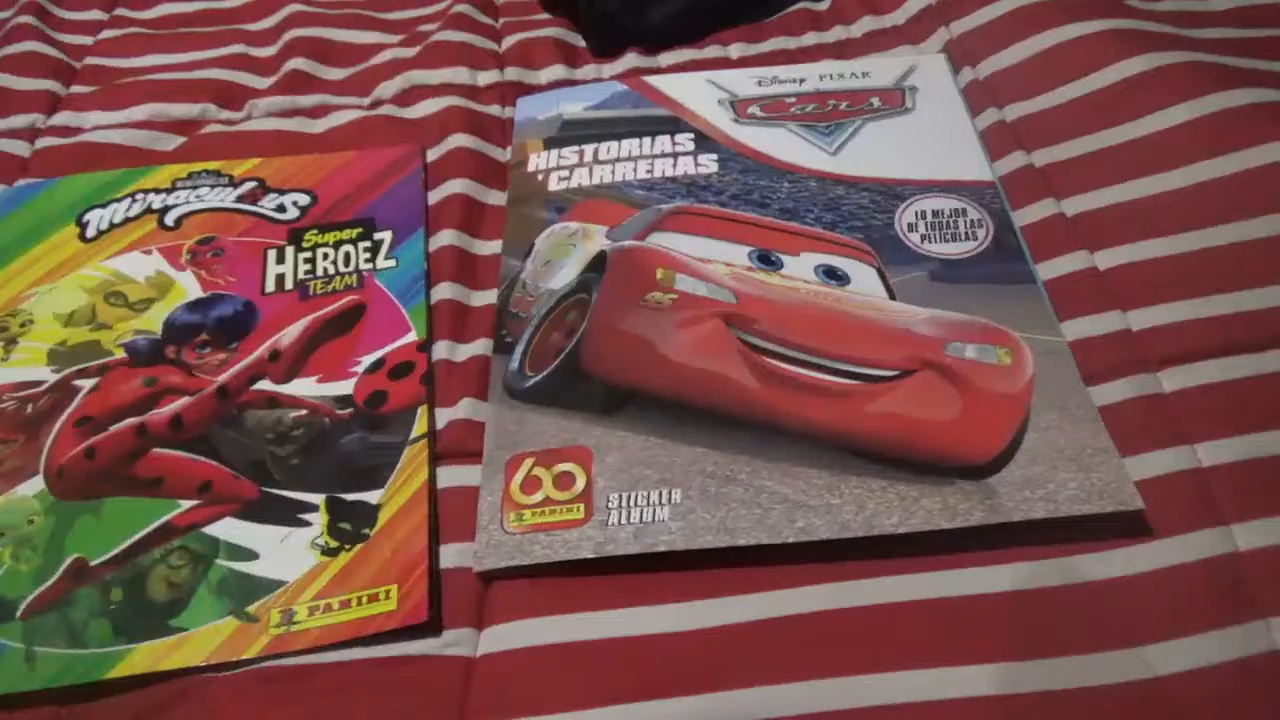 Miraculous
Super
HEROEZ
TEAM
PANINI
DISNEY PIXAR
Cars
HISTORIAS
Y CARRERAS
LO MEJOR
DE TODAS LAS
PELÍCULAS
95
60
PANINI
STICKER
ALBUM